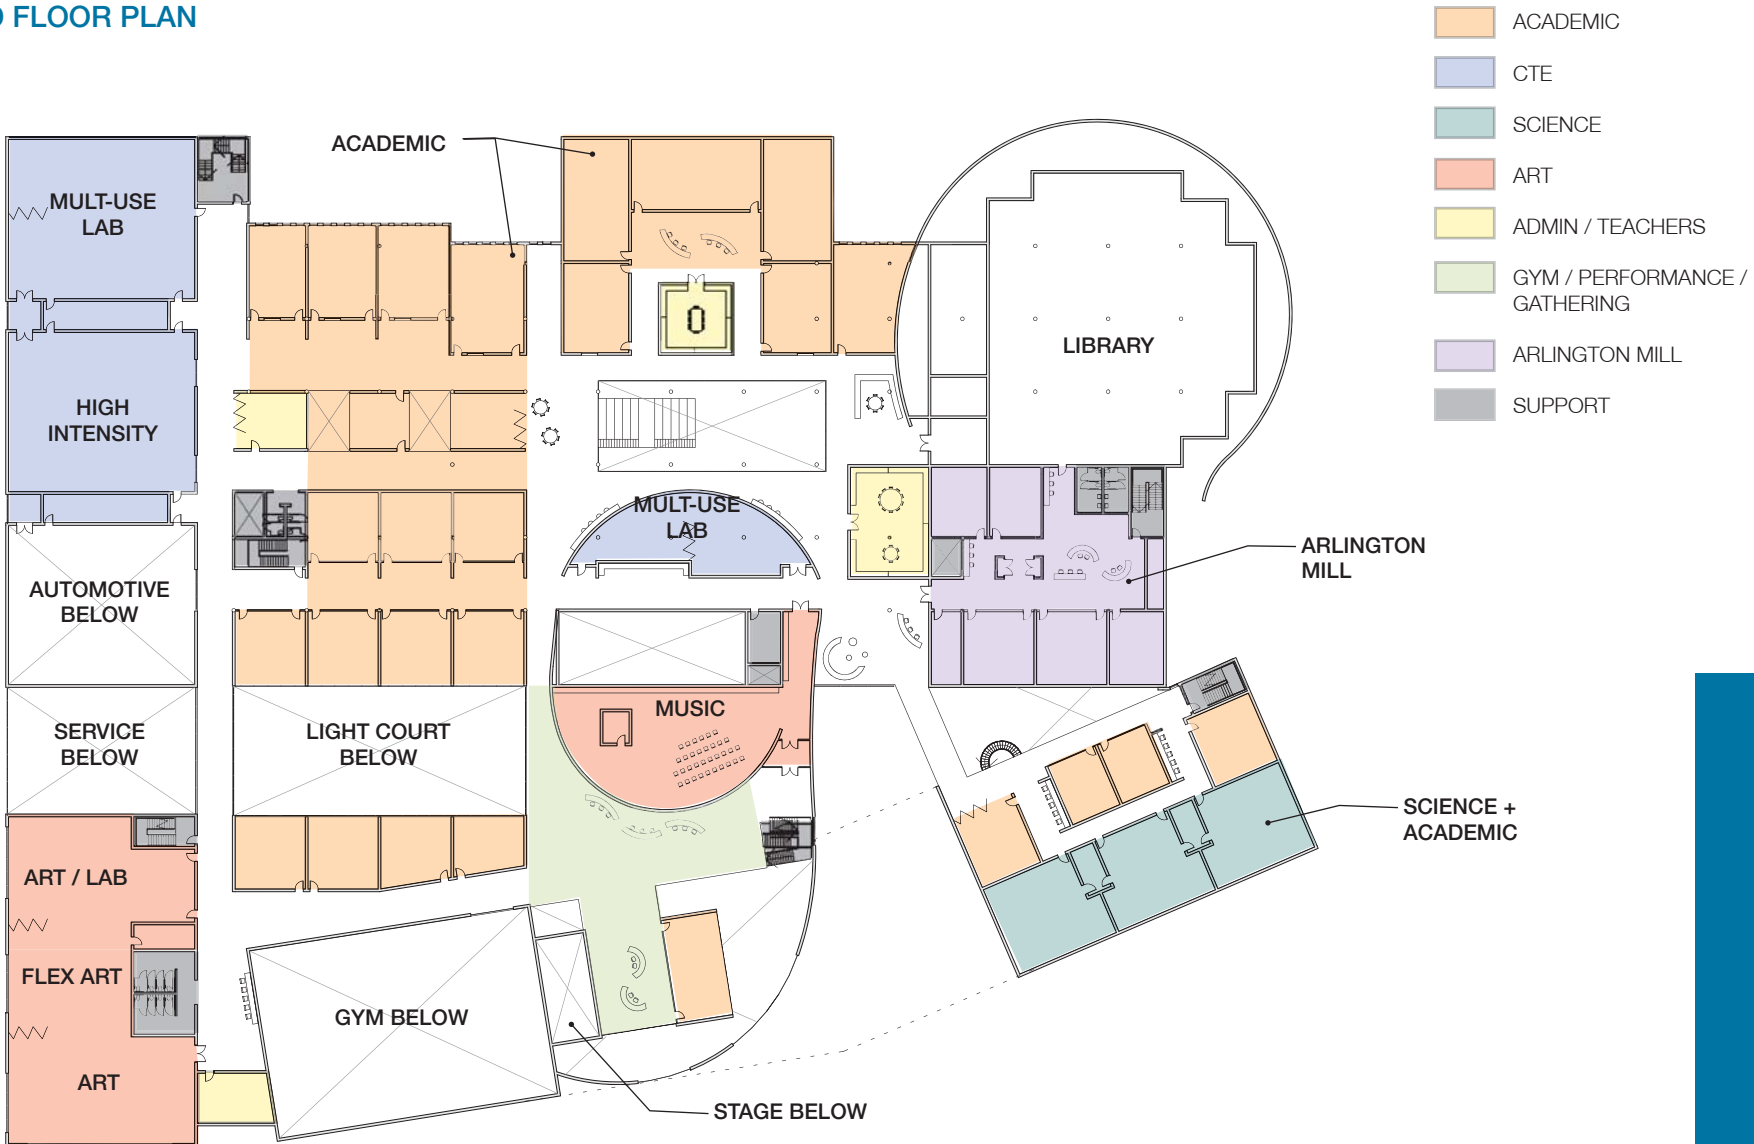 FLOOR PLAN
ACADEMIC
CTE
SCIENCE
ART
ADMIN / TEACHERS
GYM / PERFORMANCE /
GATHERING
ARLINGTON MILL
SUPPORT
ACADEMIC
MULT-USE
LAB
LIBRARY
HIGH
INTENSITY
MULT-USE
LAB
ARLINGTON
MILL
AUTOMOTIVE
BELOW
MUSIC
SERVICE
BELOW
LIGHT COURT
BELOW
SCIENCE +
ACADEMIC
ART / LAB
FLEX ART
GYM BELOW
ART
STAGE BELOW